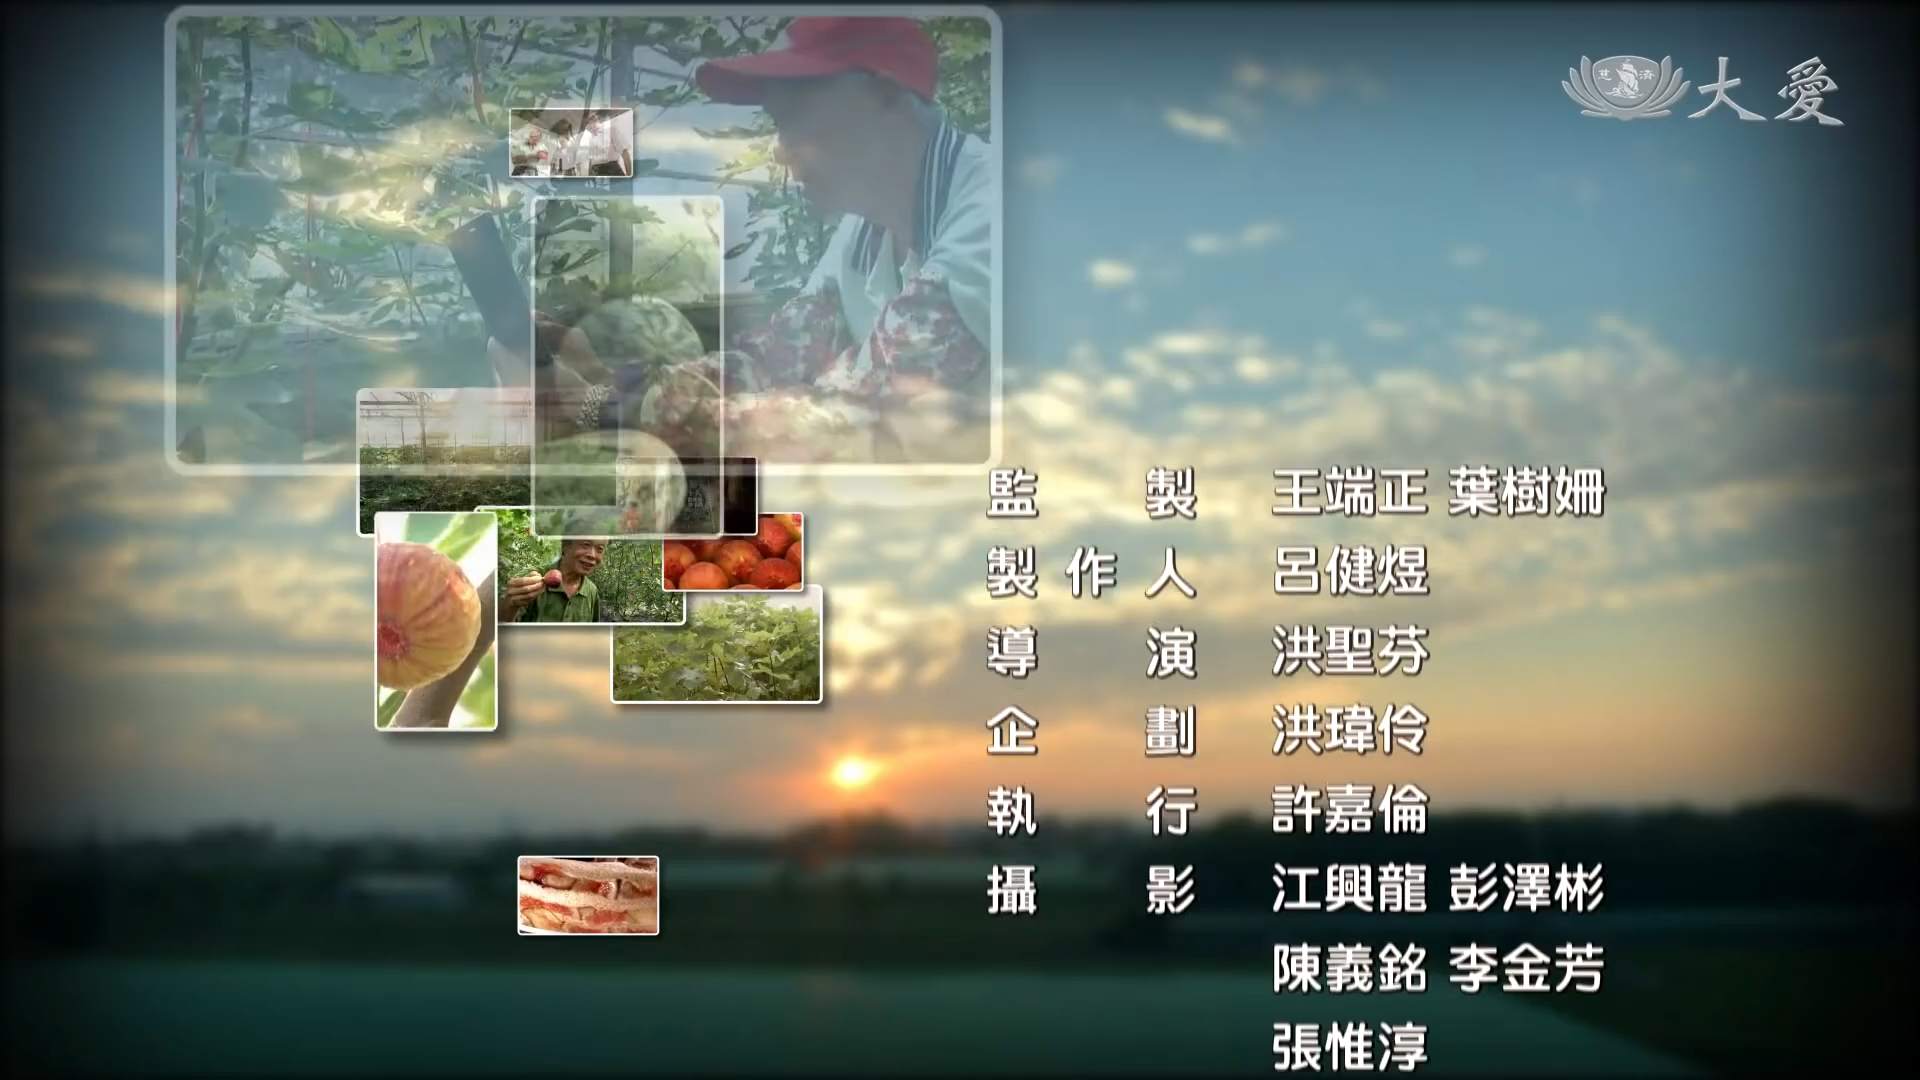 慈濟 大愛
監製 王端正 葉樹姍
製作人 呂健煜
導演 洪聖芬
企劃 洪瑋伶
執行 許嘉倫
攝影 江興龍 彭澤彬
陳義銘 李金芳
張惟淳